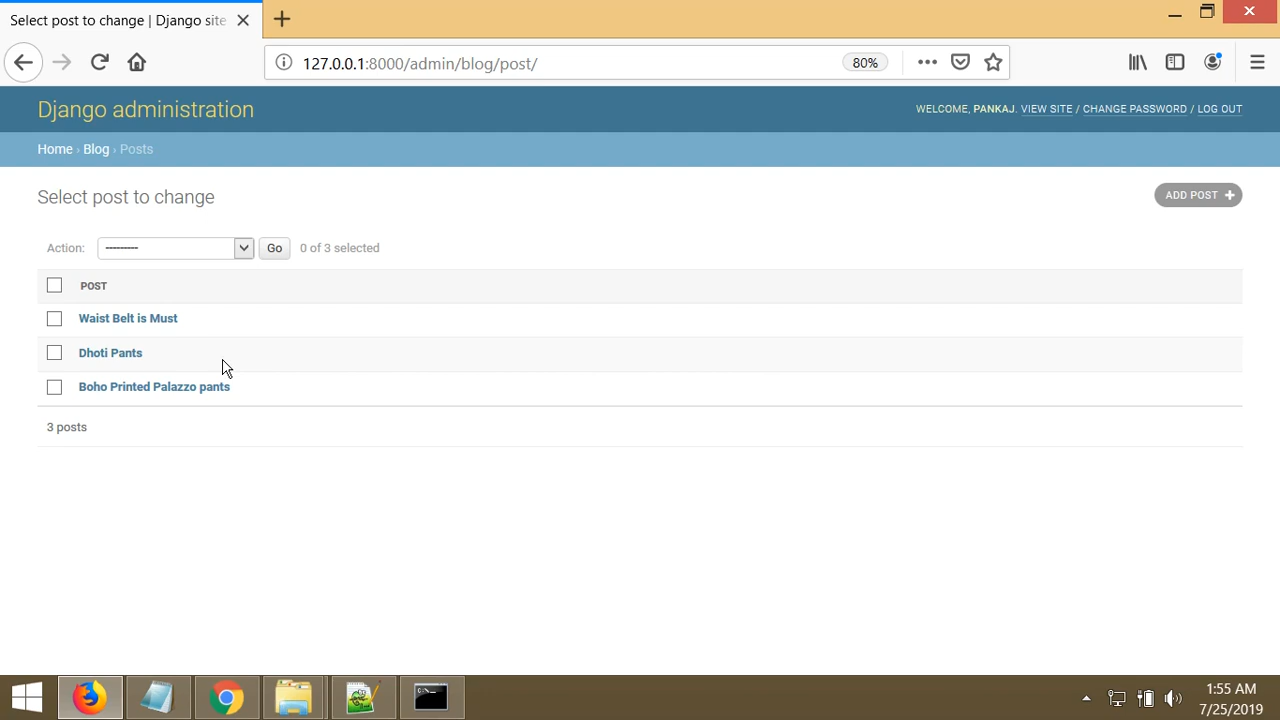 Select post to change | Django site
127.0.0.1:8000/admin/blog/post/
80%
Django administration
WELCOME, PANKAJ. VIEW SITE / CHANGE PASSWORD / LOG OUT
Home › Blog › Posts
Select post to change
ADD POST +
Action: --------- Go 0 of 3 selected
POST
Waist Belt is Must
Dhoti Pants
Boho Printed Palazzo pants
3 posts
1:55 AM
7/25/2019